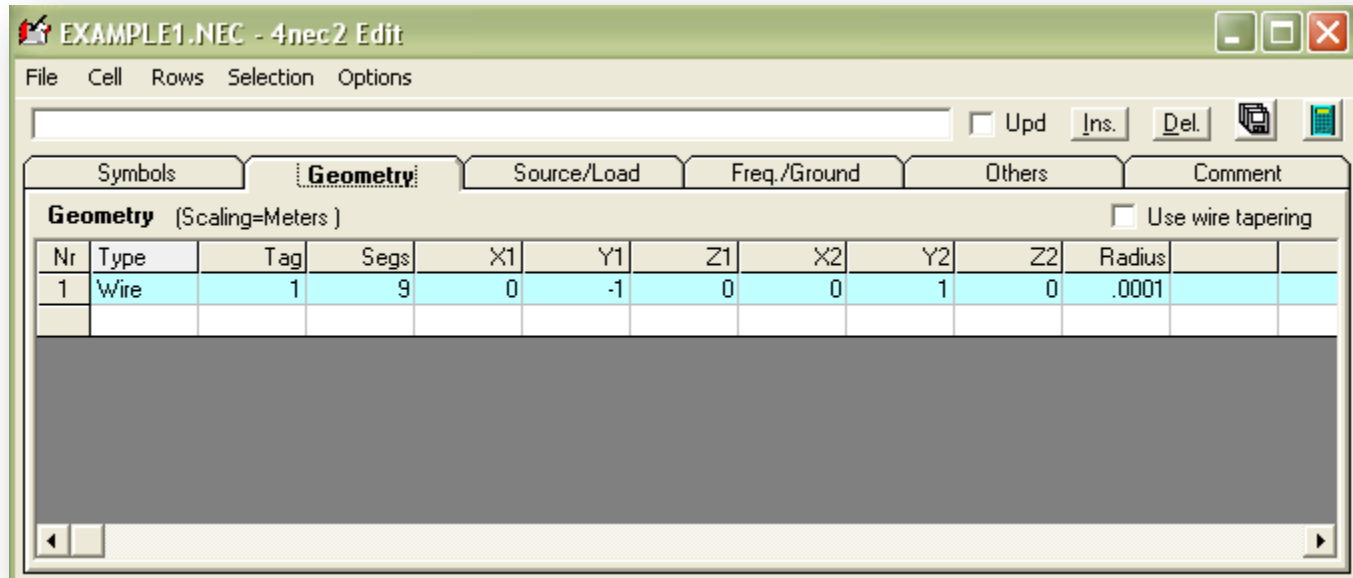 EXAMPLE1.NEC - 4nec2 Edit
File Cell Rows Selection Options
Upd Ins. Del.
Symbols Geometry Source/Load Freq./Ground Others Comment
Geometry (Scaling=Meters ) Use wire tapering
Nr Type Tag Segs X1 Y1 Z1 X2 Y2 Z2 Radius
1 Wire 1 9 0 -1 0 0 1 0 .0001